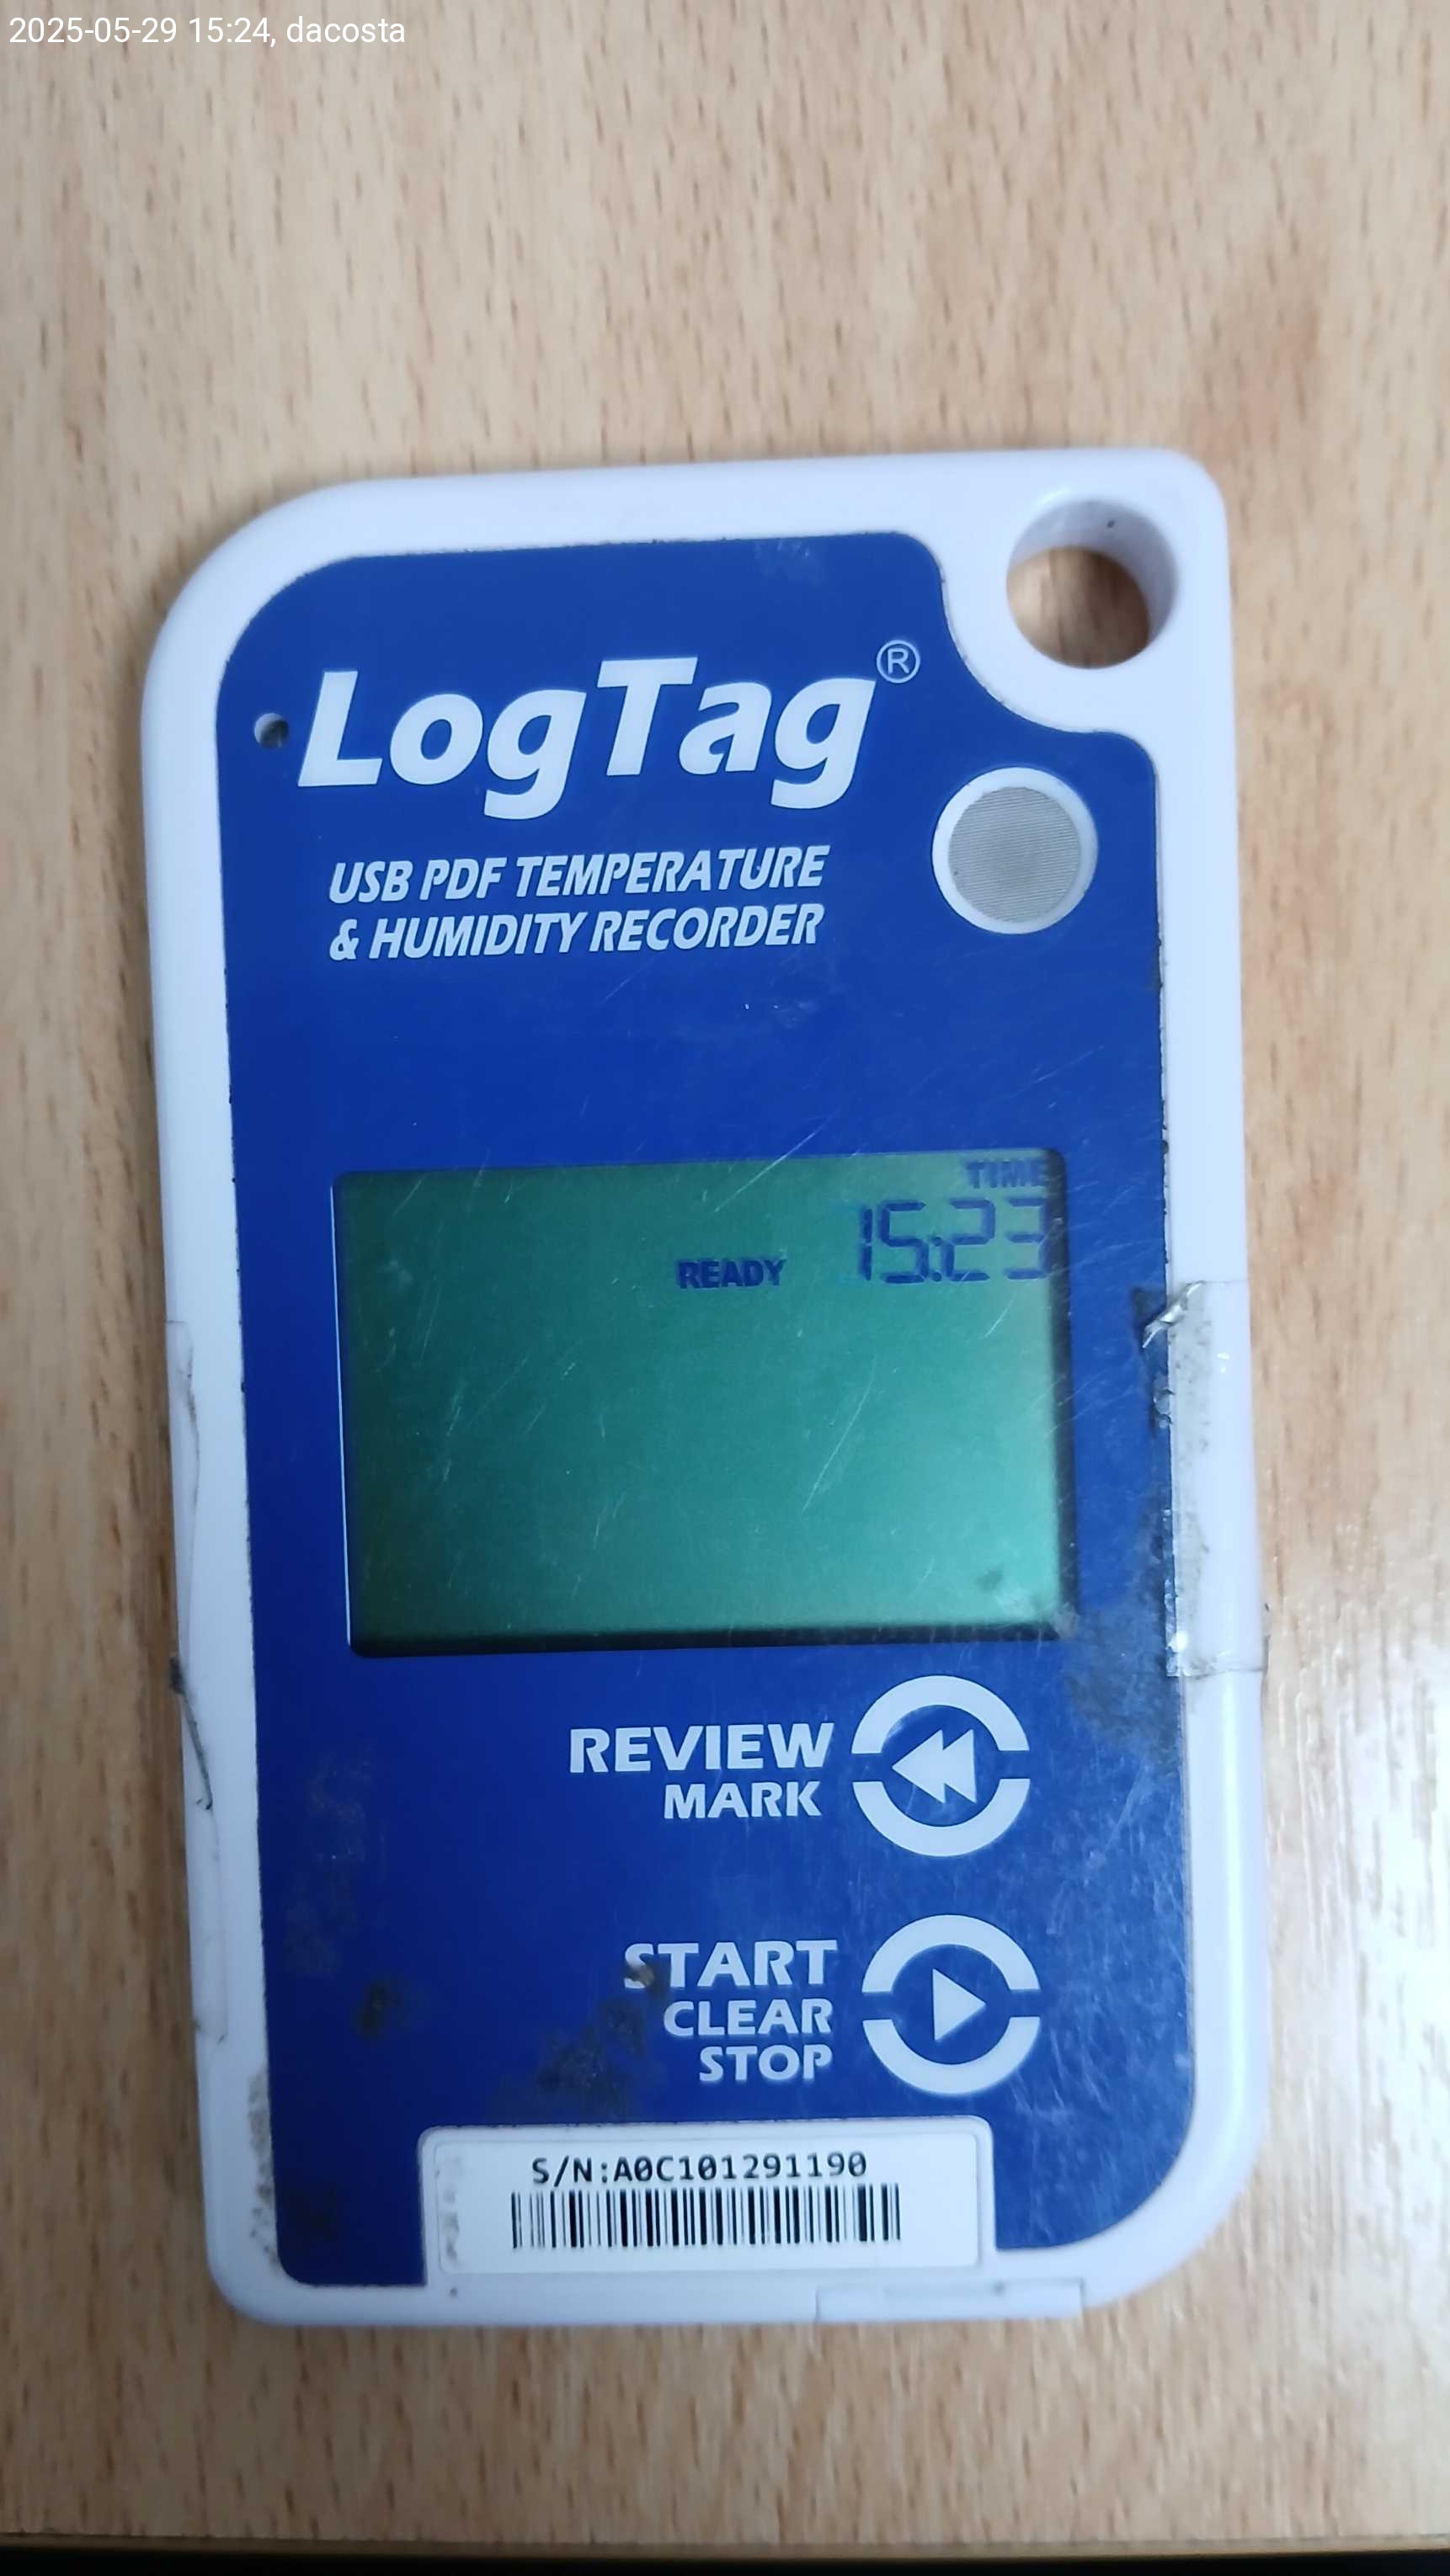 2025-05-29 15:24, dacosta
LogTag®
USB PDF TEMPERATURE
& HUMIDITY RECORDER
TIME
15:23
READY
REVIEW
MARK
START
CLEAR
STOP
S/N:A0C101291190